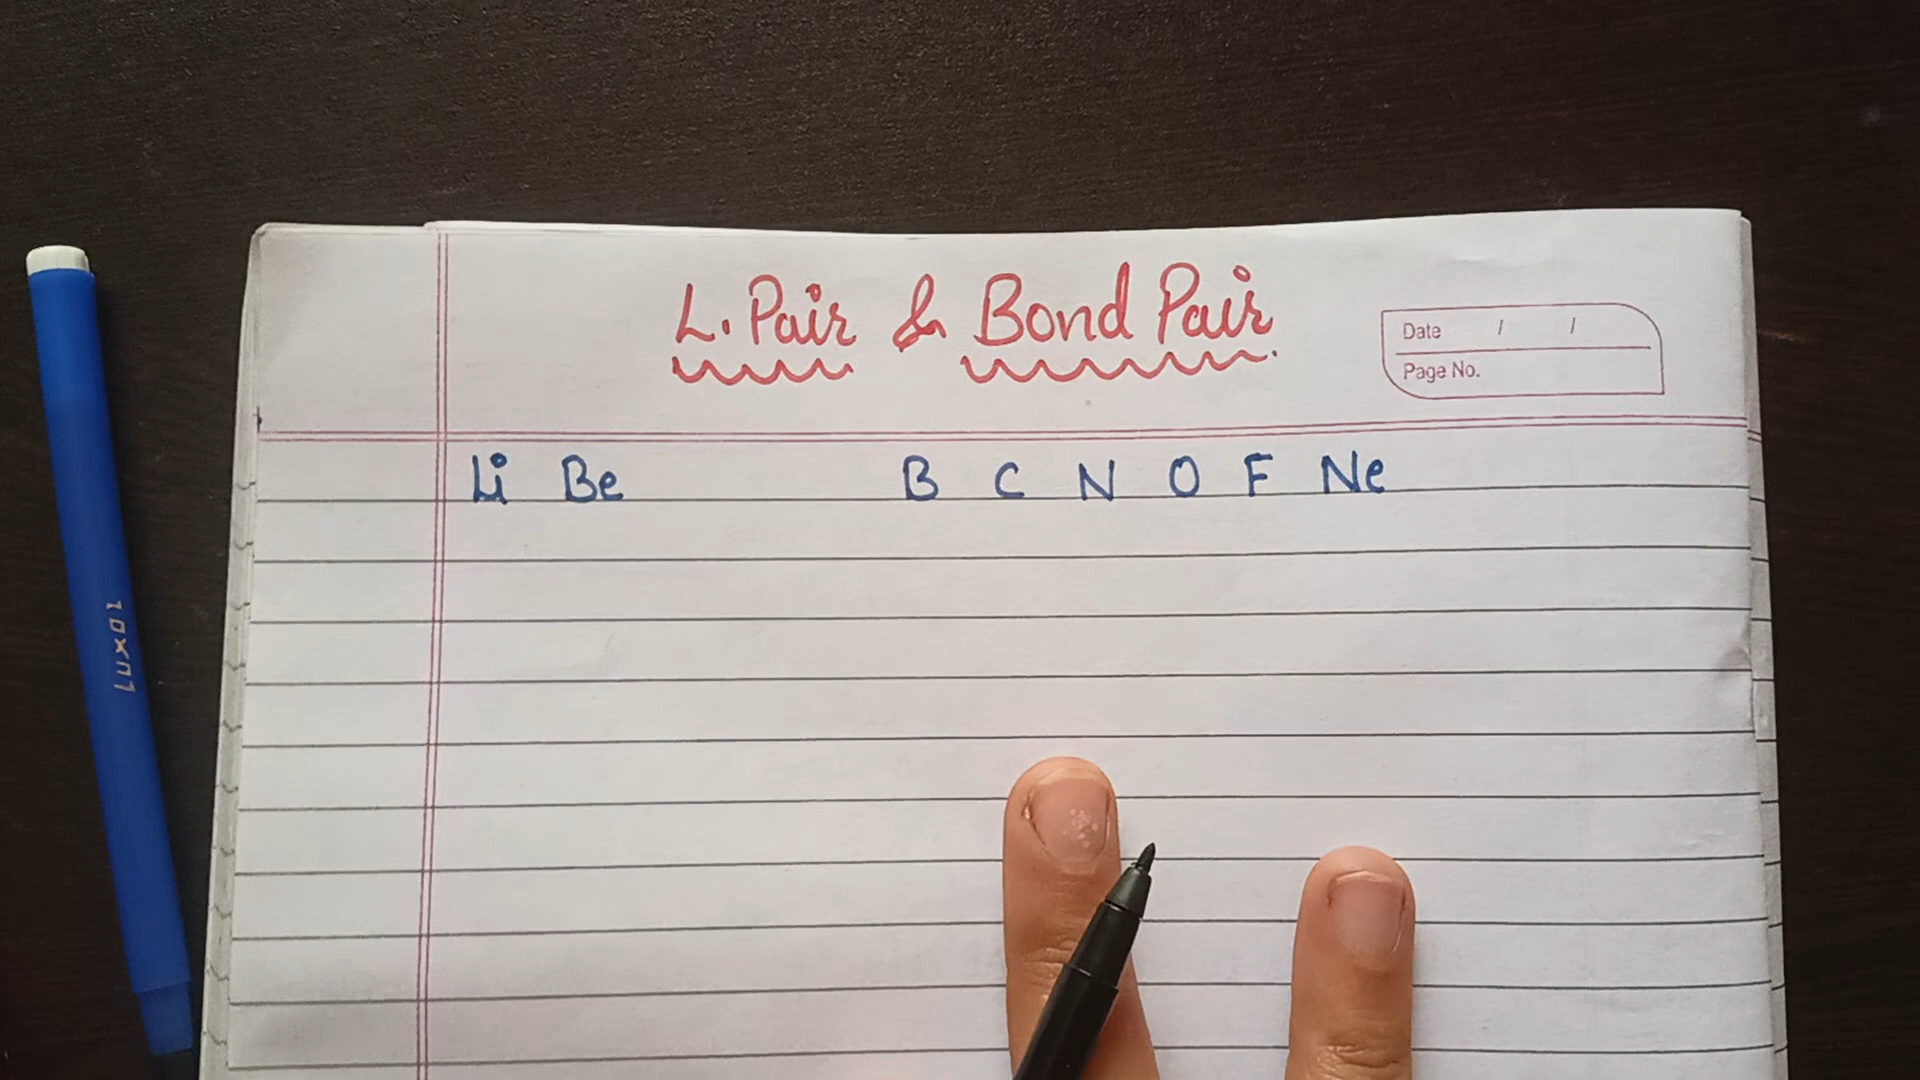 L. Pair & Bond Pair
Date / /
Page No.
Li Be B C N O F Ne
Luxor